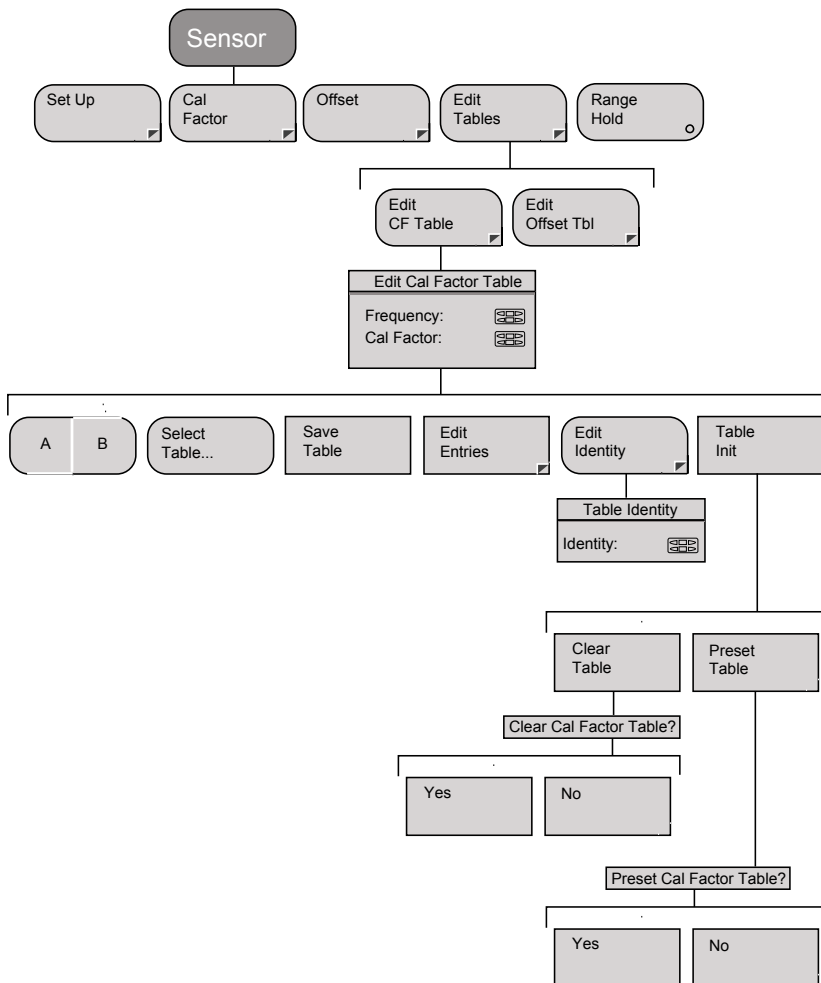 Sensor
Set Up
Cal
Factor
Offset
Edit
Tables
Range
Hold
Edit
CF Table
Edit
Offset Tbl
Edit Cal Factor Table
Frequency:
Cal Factor:
A
B
Select
Table...
Save
Table
Edit
Entries
Edit
Identity
Table
Init
Table Identity
Identity:
Clear
Table
Preset
Table
Clear Cal Factor Table?
Yes
No
Preset Cal Factor Table?
Yes
No